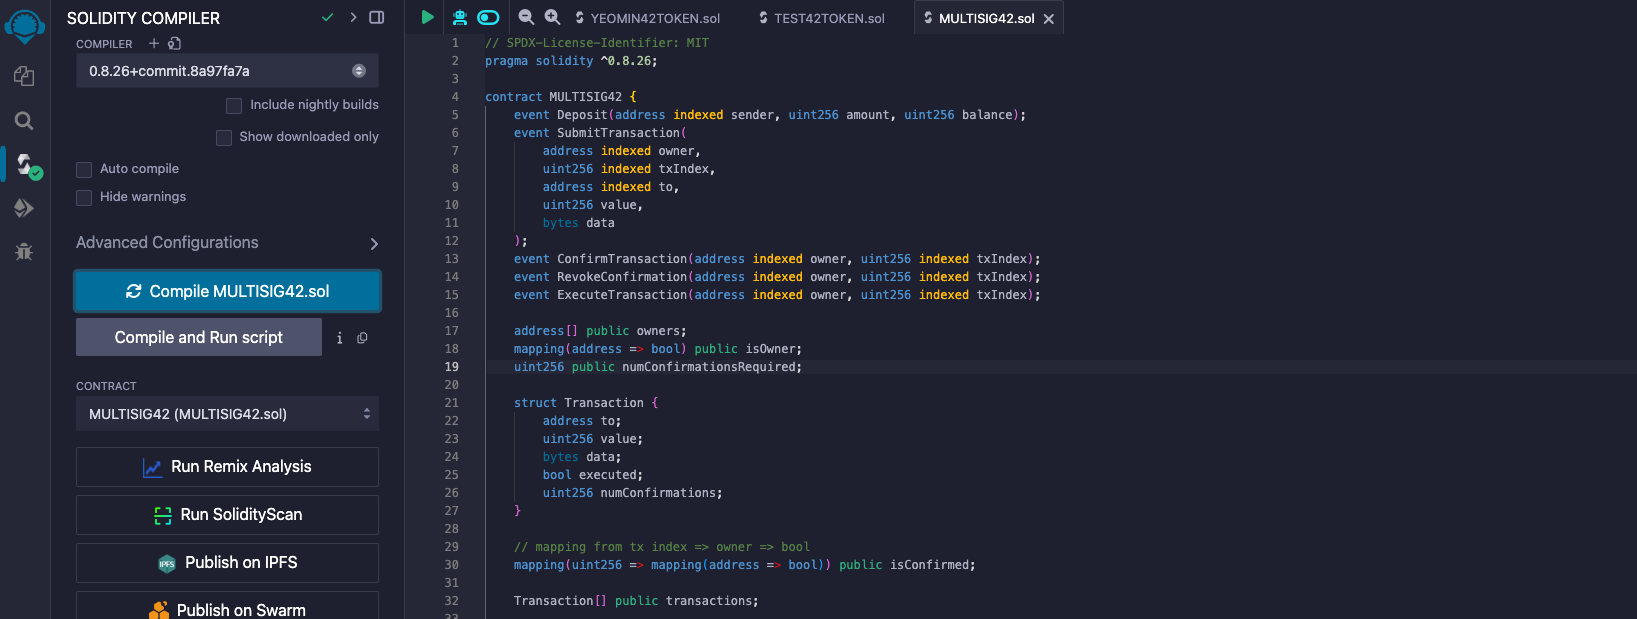 SOLIDITY COMPILER
COMPILER
0.8.26+commit.8a97fa7a
Include nightly builds
Show downloaded only
Auto compile
Hide warnings
Advanced Configurations
Compile MULTISIG42.sol
Compile and Run script
CONTRACT
MULTISIG42 (MULTISIG42.sol)
Run Remix Analysis
Run SolidityScan
IPFS Publish on IPFS
Publish on Swarm
YEOMIN42TOKEN.sol
TEST42TOKEN.sol
MULTISIG42.sol
1 // SPDX-License-Identifier: MIT
2 pragma solidity ^0.8.26;
3
4 contract MULTISIG42 {
5 event Deposit(address indexed sender, uint256 amount, uint256 balance);
6 event SubmitTransaction(
7 address indexed owner,
8 uint256 indexed txIndex,
9 address indexed to,
10 uint256 value,
11 bytes data
12 );
13 event ConfirmTransaction(address indexed owner, uint256 indexed txIndex);
14 event RevokeConfirmation(address indexed owner, uint256 indexed txIndex);
15 event ExecuteTransaction(address indexed owner, uint256 indexed txIndex);
16
17 address[] public owners;
18 mapping(address => bool) public isOwner;
19 uint256 public numConfirmationsRequired;
20
21 struct Transaction {
22 address to;
23 uint256 value;
24 bytes data;
25 bool executed;
26 uint256 numConfirmations;
27 }
28
29 // mapping from tx index => owner => bool
30 mapping(uint256 => mapping(address => bool)) public isConfirmed;
31
32 Transaction[] public transactions;
33